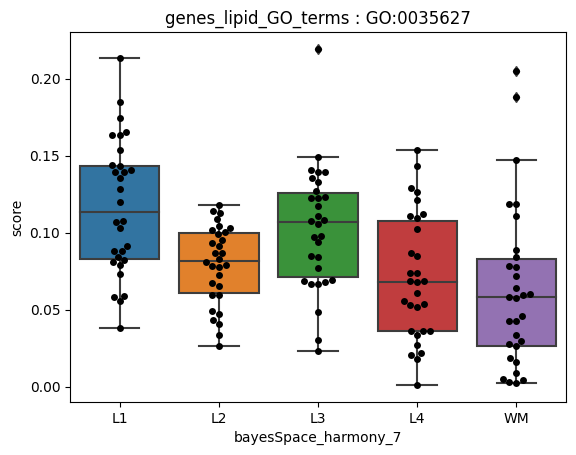 genes_lipid_GO_terms : GO:0035627
0.20
0.15
0.10
0.05
0.00
score
L1 L2 L3 L4 WM
bayesSpace_harmony_7